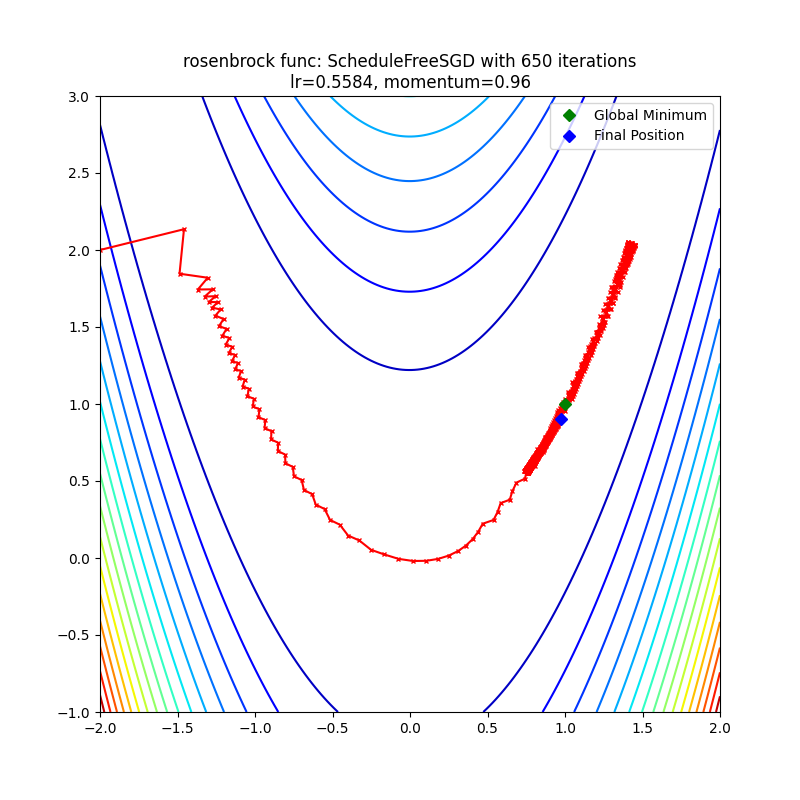 rosenbrock func: ScheduleFreeSGD with 650 iterations
lr=0.5584, momentum=0.96
Global Minimum
Final Position
3.0
2.5
2.0
1.5
1.0
0.5
0.0
−0.5
−1.0
−2.0 −1.5 −1.0 −0.5 0.0 0.5 1.0 1.5 2.0